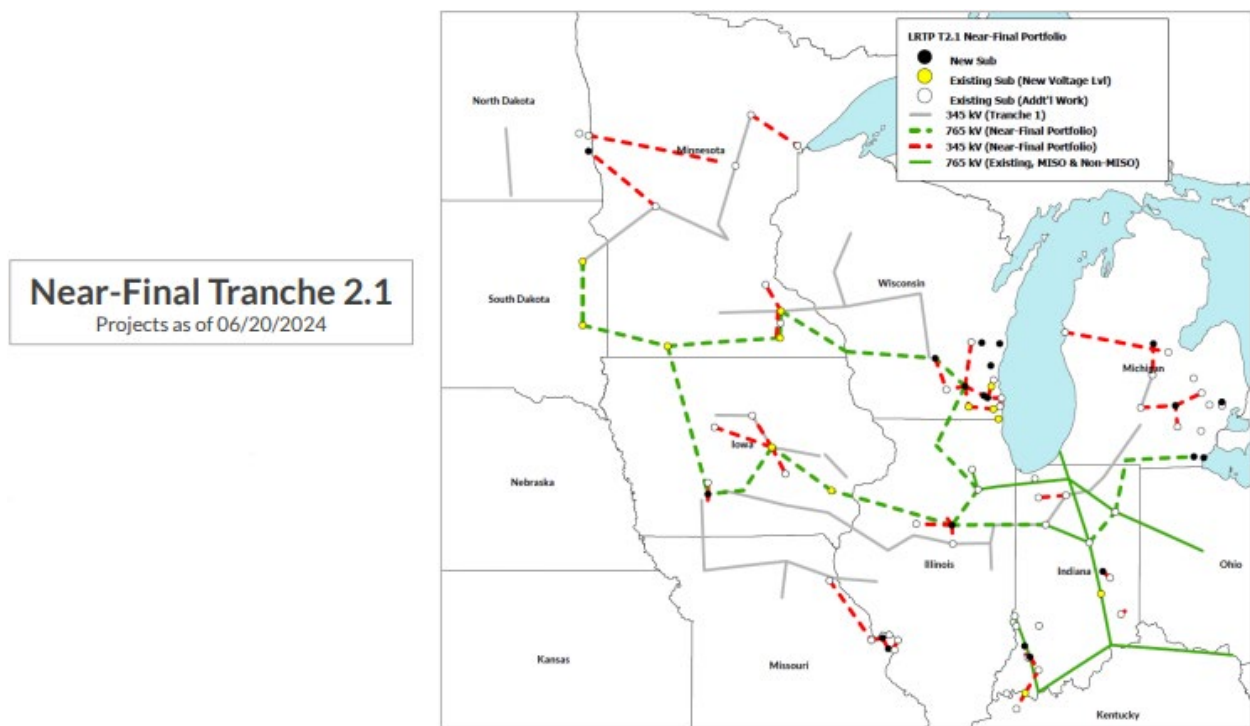 Near-Final Tranche 2.1
Projects as of 06/20/2024
LRTP T2.1 Near-Final Portfolio
New Sub
Existing Sub (New Voltage Lvl)
Existing Sub (Addt'l Work)
345 kV (Tranche 1)
765 kV (Near-Final Portfolio)
345 kV (Near-Final Portfolio)
765 kV (Existing, MISO & Non-MISO)
North Dakota
Minnesota
South Dakota
Wisconsin
Michigan
Iowa
Nebraska
Illinois
Indiana
Ohio
Kansas
Missouri
Kentucky